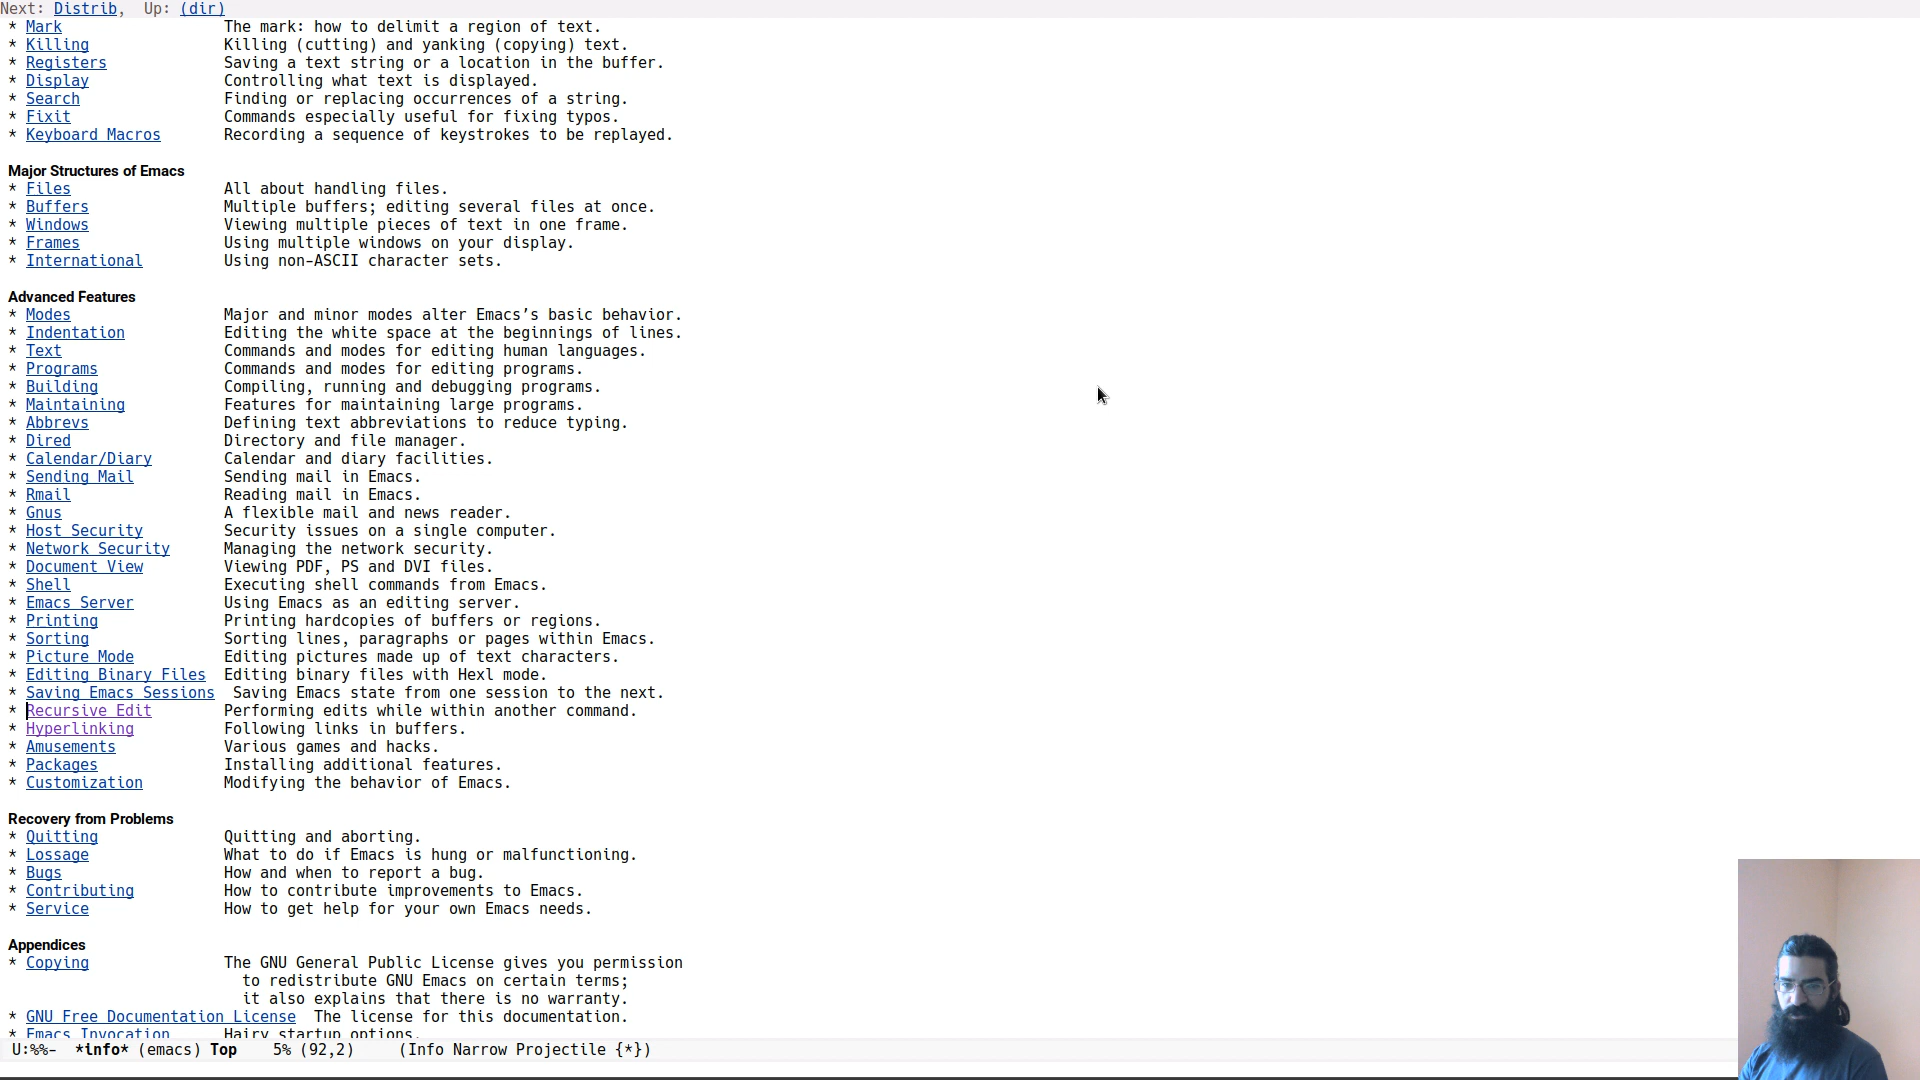 Next: Distrib, Up: (dir)
* Mark The mark: how to delimit a region of text.
* Killing Killing (cutting) and yanking (copying) text.
* Registers Saving a text string or a location in the buffer.
* Display Controlling what text is displayed.
* Search Finding or replacing occurrences of a string.
* Fixit Commands especially useful for fixing typos.
* Keyboard Macros Recording a sequence of keystrokes to be replayed.
Major Structures of Emacs
* Files All about handling files.
* Buffers Multiple buffers; editing several files at once.
* Windows Viewing multiple pieces of text in one frame.
* Frames Using multiple windows on your display.
* International Using non-ASCII character sets.
Advanced Features
* Modes Major and minor modes alter Emacs’s basic behavior.
* Indentation Editing the white space at the beginnings of lines.
* Text Commands and modes for editing human languages.
* Programs Commands and modes for editing programs.
* Building Compiling, running and debugging programs.
* Maintaining Features for maintaining large programs.
* Abbrevs Defining text abbreviations to reduce typing.
* Dired Directory and file manager.
* Calendar/Diary Calendar and diary facilities.
* Sending Mail Sending mail in Emacs.
* Rmail Reading mail in Emacs.
* Gnus A flexible mail and news reader.
* Host Security Security issues on a single computer.
* Network Security Managing the network security.
* Document View Viewing PDF, PS and DVI files.
* Shell Executing shell commands from Emacs.
* Emacs Server Using Emacs as an editing server.
* Printing Printing hardcopies of buffers or regions.
* Sorting Sorting lines, paragraphs or pages within Emacs.
* Picture Mode Editing pictures made up of text characters.
* Editing Binary Files Editing binary files with Hexl mode.
* Saving Emacs Sessions Saving Emacs state from one session to the next.
* Recursive Edit Performing edits while within another command.
* Hyperlinking Following links in buffers.
* Amusements Various games and hacks.
* Packages Installing additional features.
* Customization Modifying the behavior of Emacs.
Recovery from Problems
* Quitting Quitting and aborting.
* Lossage What to do if Emacs is hung or malfunctioning.
* Bugs How and when to report a bug.
* Contributing How to contribute improvements to Emacs.
* Service How to get help for your own Emacs needs.
Appendices
* Copying The GNU General Public License gives you permission
to redistribute GNU Emacs on certain terms;
it also explains that there is no warranty.
* GNU Free Documentation License The license for this documentation.
* Emacs Invocation Hairy startup options.
U:%%- *info* (emacs) Top 5% (92,2) (Info Narrow Projectile {*})